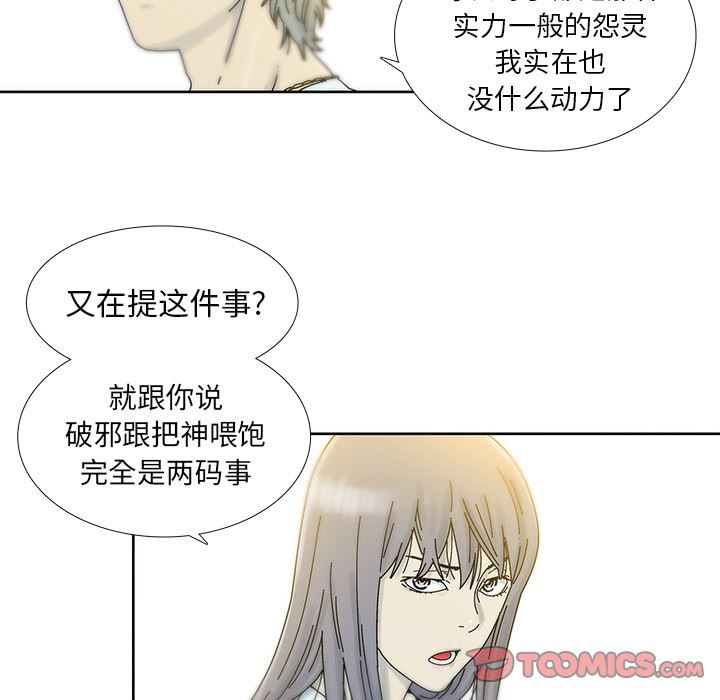 实力一般的怨灵
我实在也
没什么动力了
又在提这件事?
就跟你说
破邪跟把神喂饱
完全是两码事
TOOMICS.COM